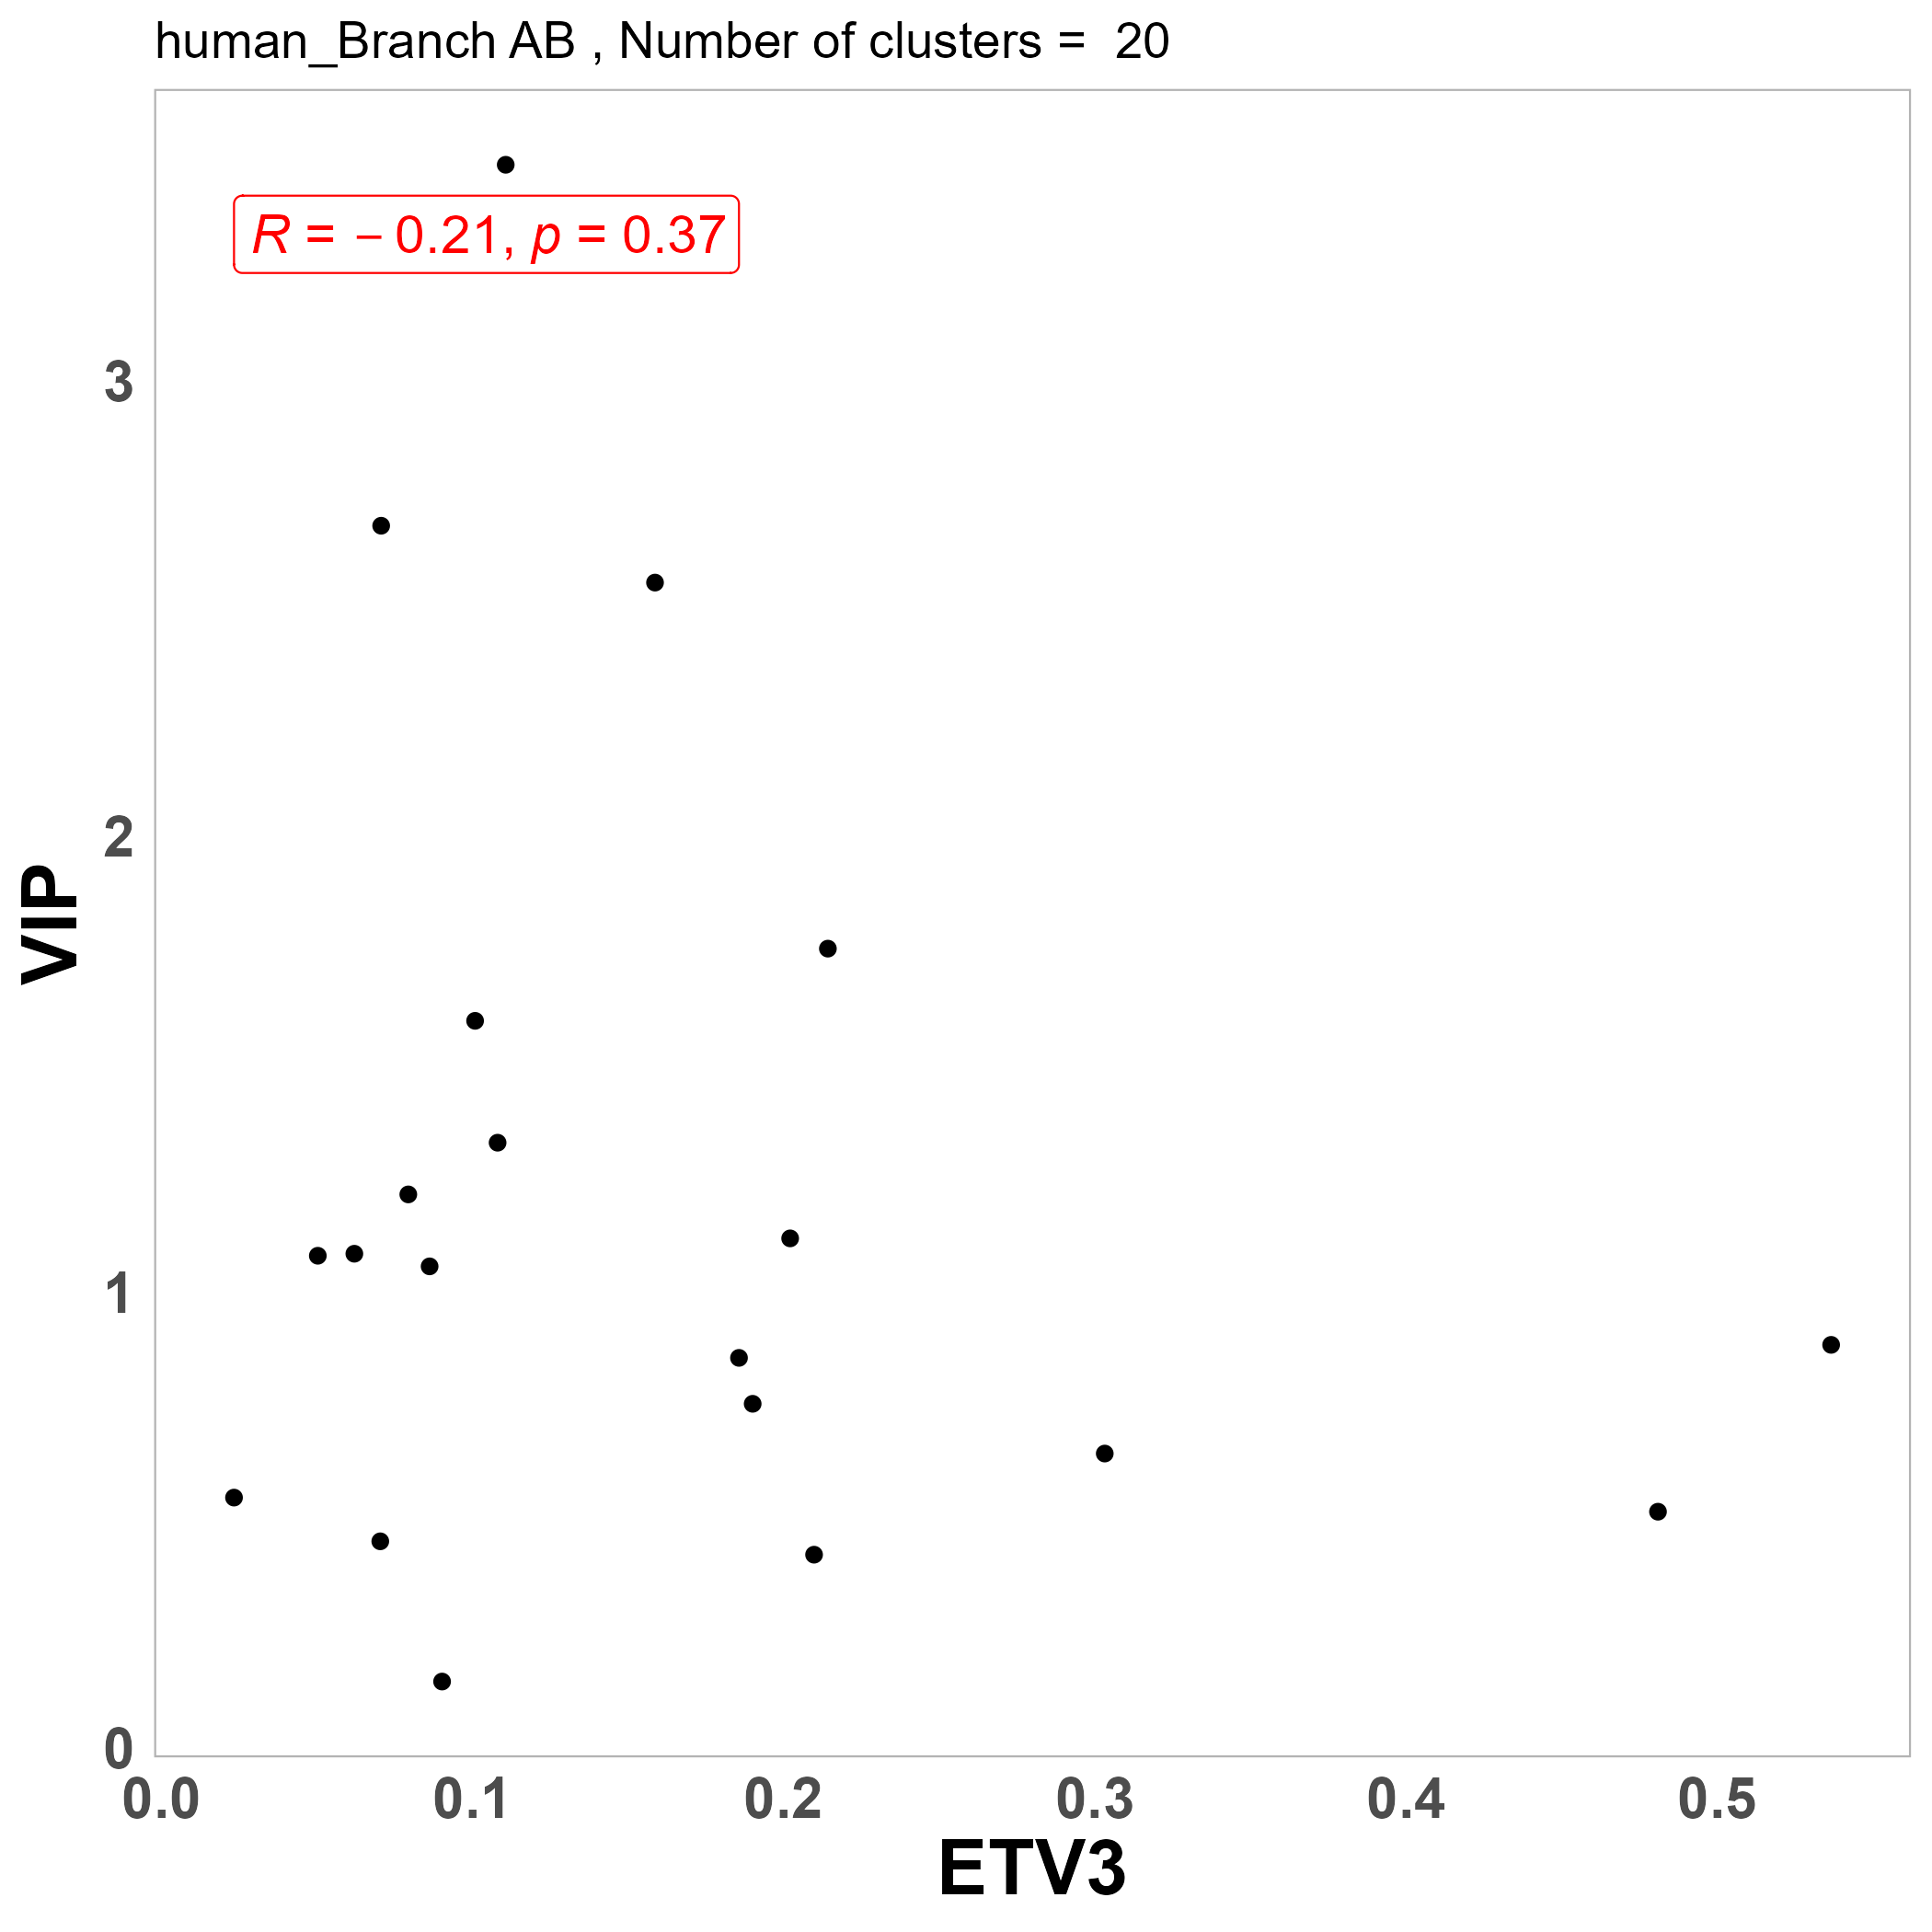 human_Branch AB , Number of clusters =  20
R = − 0.21, p = 0.37
3
2
1
0
VIP
0.0 0.1 0.2 0.3 0.4 0.5
ETV3